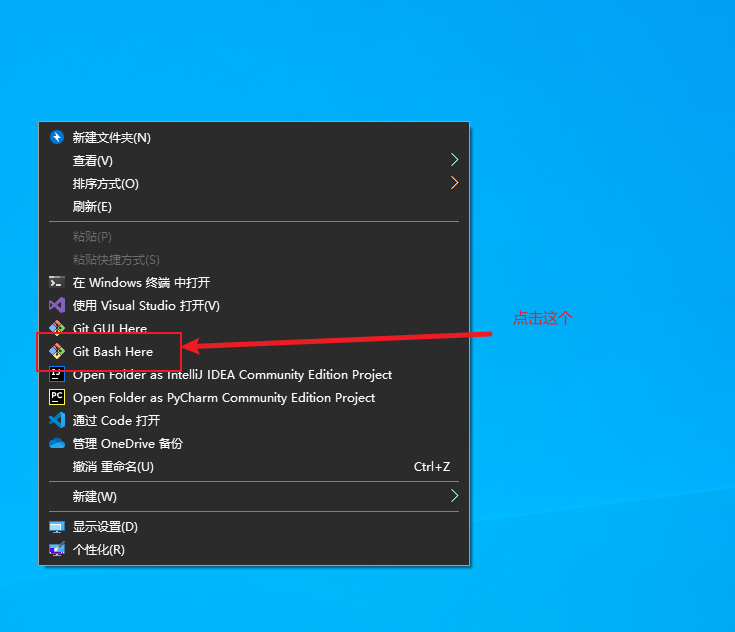 新建文件夹(N)
查看(V)
排序方式(O)
刷新(E)
粘贴(P)
粘贴快捷方式(S)
在 Windows 终端 中打开
使用 Visual Studio 打开(V)
Git GUI Here
点击这个
Git Bash Here
IJ Open Folder as IntelliJ IDEA Community Edition Project
PC Open Folder as PyCharm Community Edition Project
通过 Code 打开
管理 OneDrive 备份
撤消 重命名(U) Ctrl+Z
新建(W)
显示设置(D)
个性化(R)